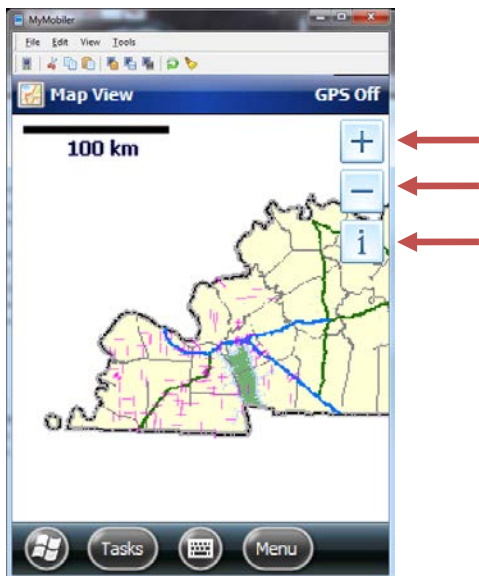 MyMobiler
File Edit View Tools
Map View GPS Off
100 km
+
−
i
Tasks Menu